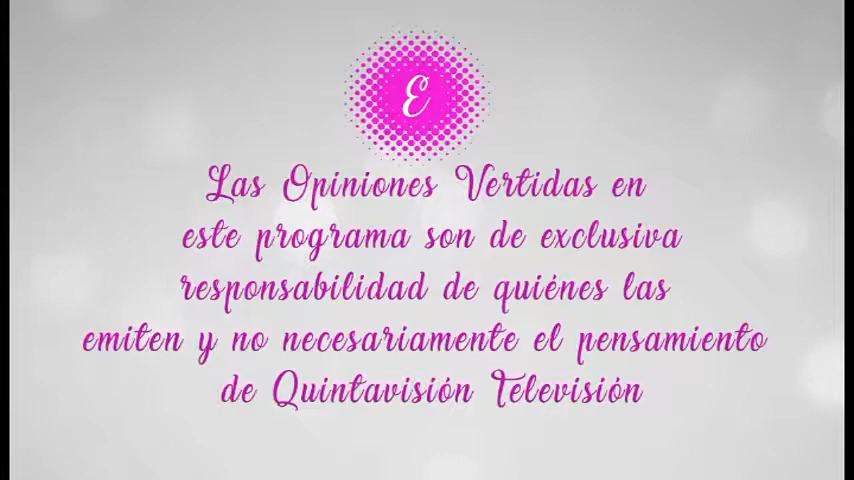 E
Las Opiniones Vertidas en
este programa son de exclusiva
responsabilidad de quiénes las
emiten y no necesariamente el pensamiento
de Quintavisión Televisión